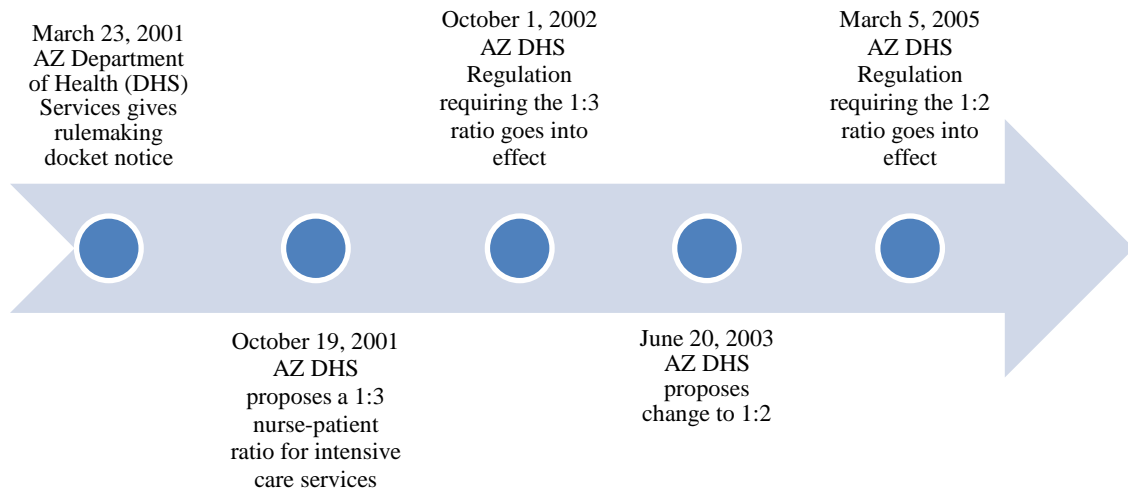 March 23, 2001
AZ Department
of Health (DHS)
Services gives
rulemaking
docket notice
October 19, 2001
AZ DHS
proposes a 1:3
nurse-patient
ratio for intensive
care services
October 1, 2002
AZ DHS
Regulation
requiring the 1:3
ratio goes into
effect
June 20, 2003
AZ DHS
proposes
change to 1:2
March 5, 2005
AZ DHS
Regulation
requiring the 1:2
ratio goes into
effect